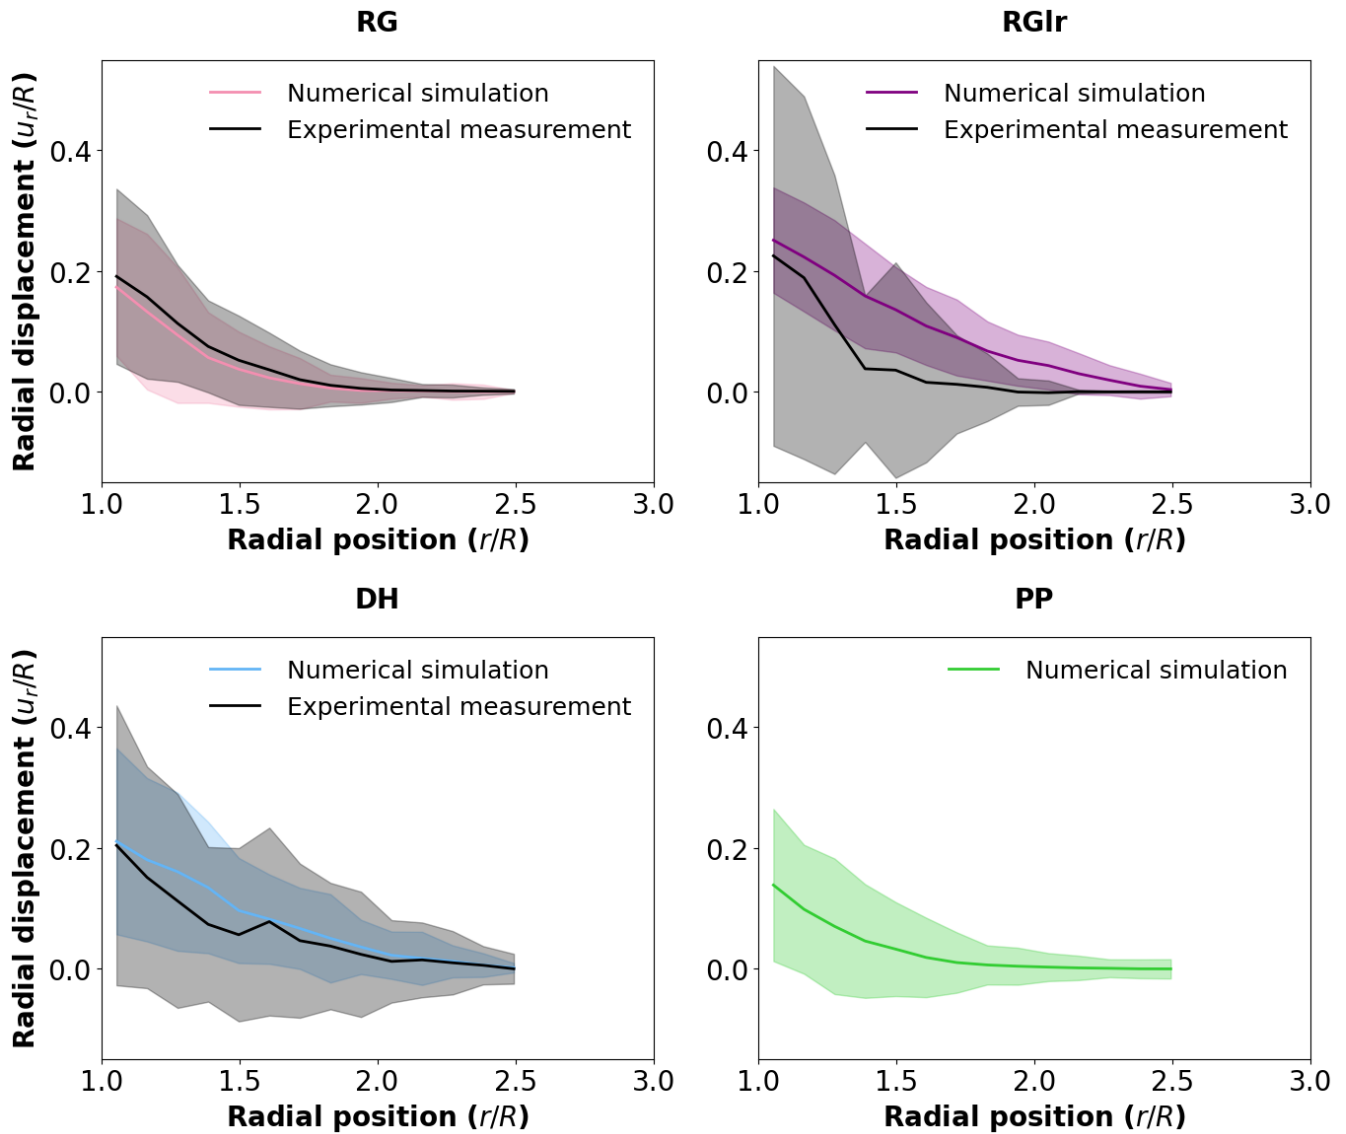 RG
Numerical simulation
Experimental measurement
Radial displacement (u_r/R)
0.4
0.2
0.0
1.0 1.5 2.0 2.5 3.0
Radial position (r/R)
RGlr
Numerical simulation
Experimental measurement
0.4
0.2
0.0
1.0 1.5 2.0 2.5 3.0
Radial position (r/R)
DH
Numerical simulation
Experimental measurement
Radial displacement (u_r/R)
0.4
0.2
0.0
1.0 1.5 2.0 2.5 3.0
Radial position (r/R)
PP
Numerical simulation
0.4
0.2
0.0
1.0 1.5 2.0 2.5 3.0
Radial position (r/R)